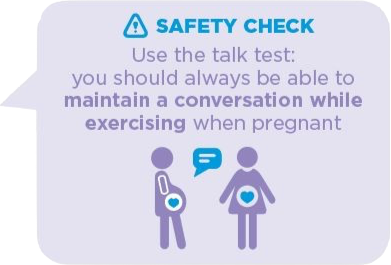 SAFETY CHECK
Use the talk test:
you should always be able to
maintain a conversation while
exercising when pregnant